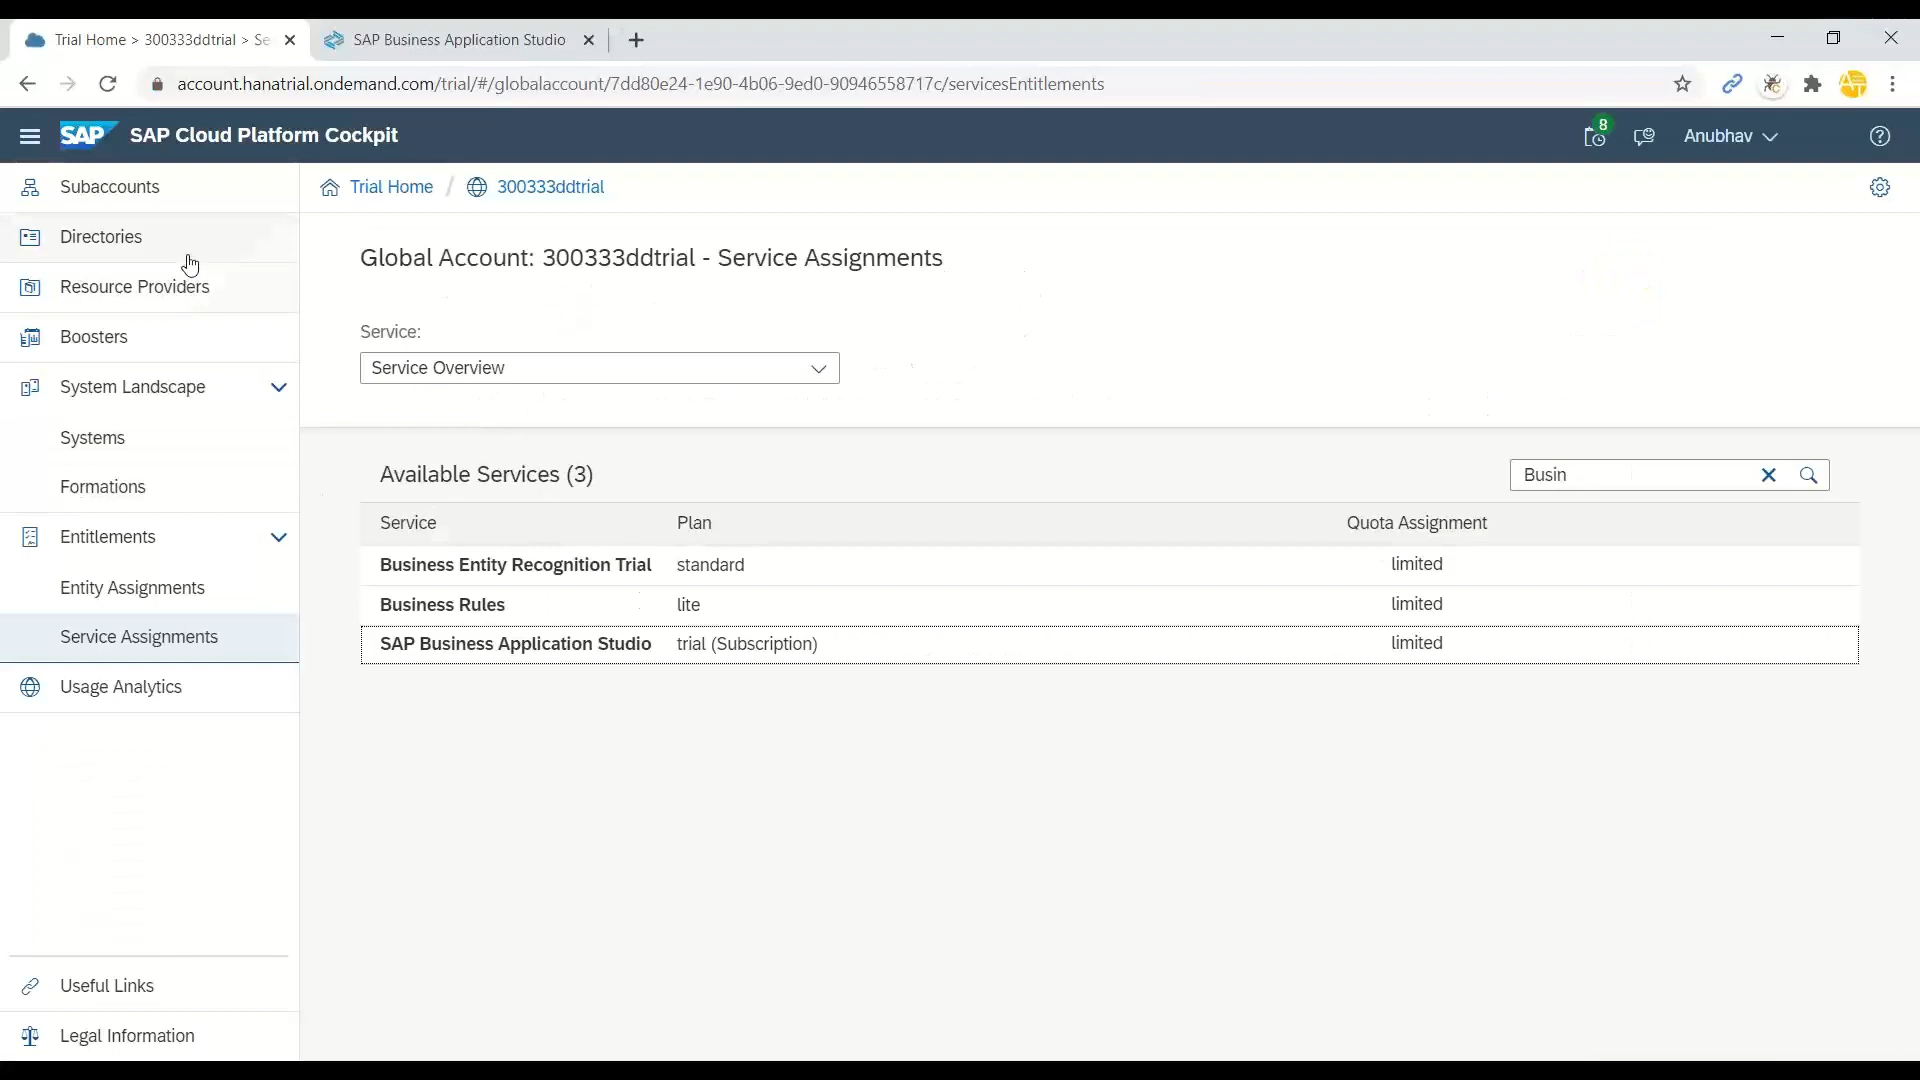 Trial Home > 300333ddtrial > Se
SAP Business Application Studio
account.hanatrial.ondemand.com/trial/#/globalaccount/7dd80e24-1e90-4b06-9ed0-90946558717c/servicesEntitlements
SAP SAP Cloud Platform Cockpit
8
Anubhav
Subaccounts
Directories
Resource Providers
Boosters
System Landscape
Systems
Formations
Entitlements
Entity Assignments
Service Assignments
Usage Analytics
Useful Links
Legal Information
Trial Home / 300333ddtrial
Global Account: 300333ddtrial - Service Assignments
Service:
Service Overview
Available Services (3)
Busin
Service Plan Quota Assignment
Business Entity Recognition Trial standard limited
Business Rules lite limited
SAP Business Application Studio trial (Subscription) limited